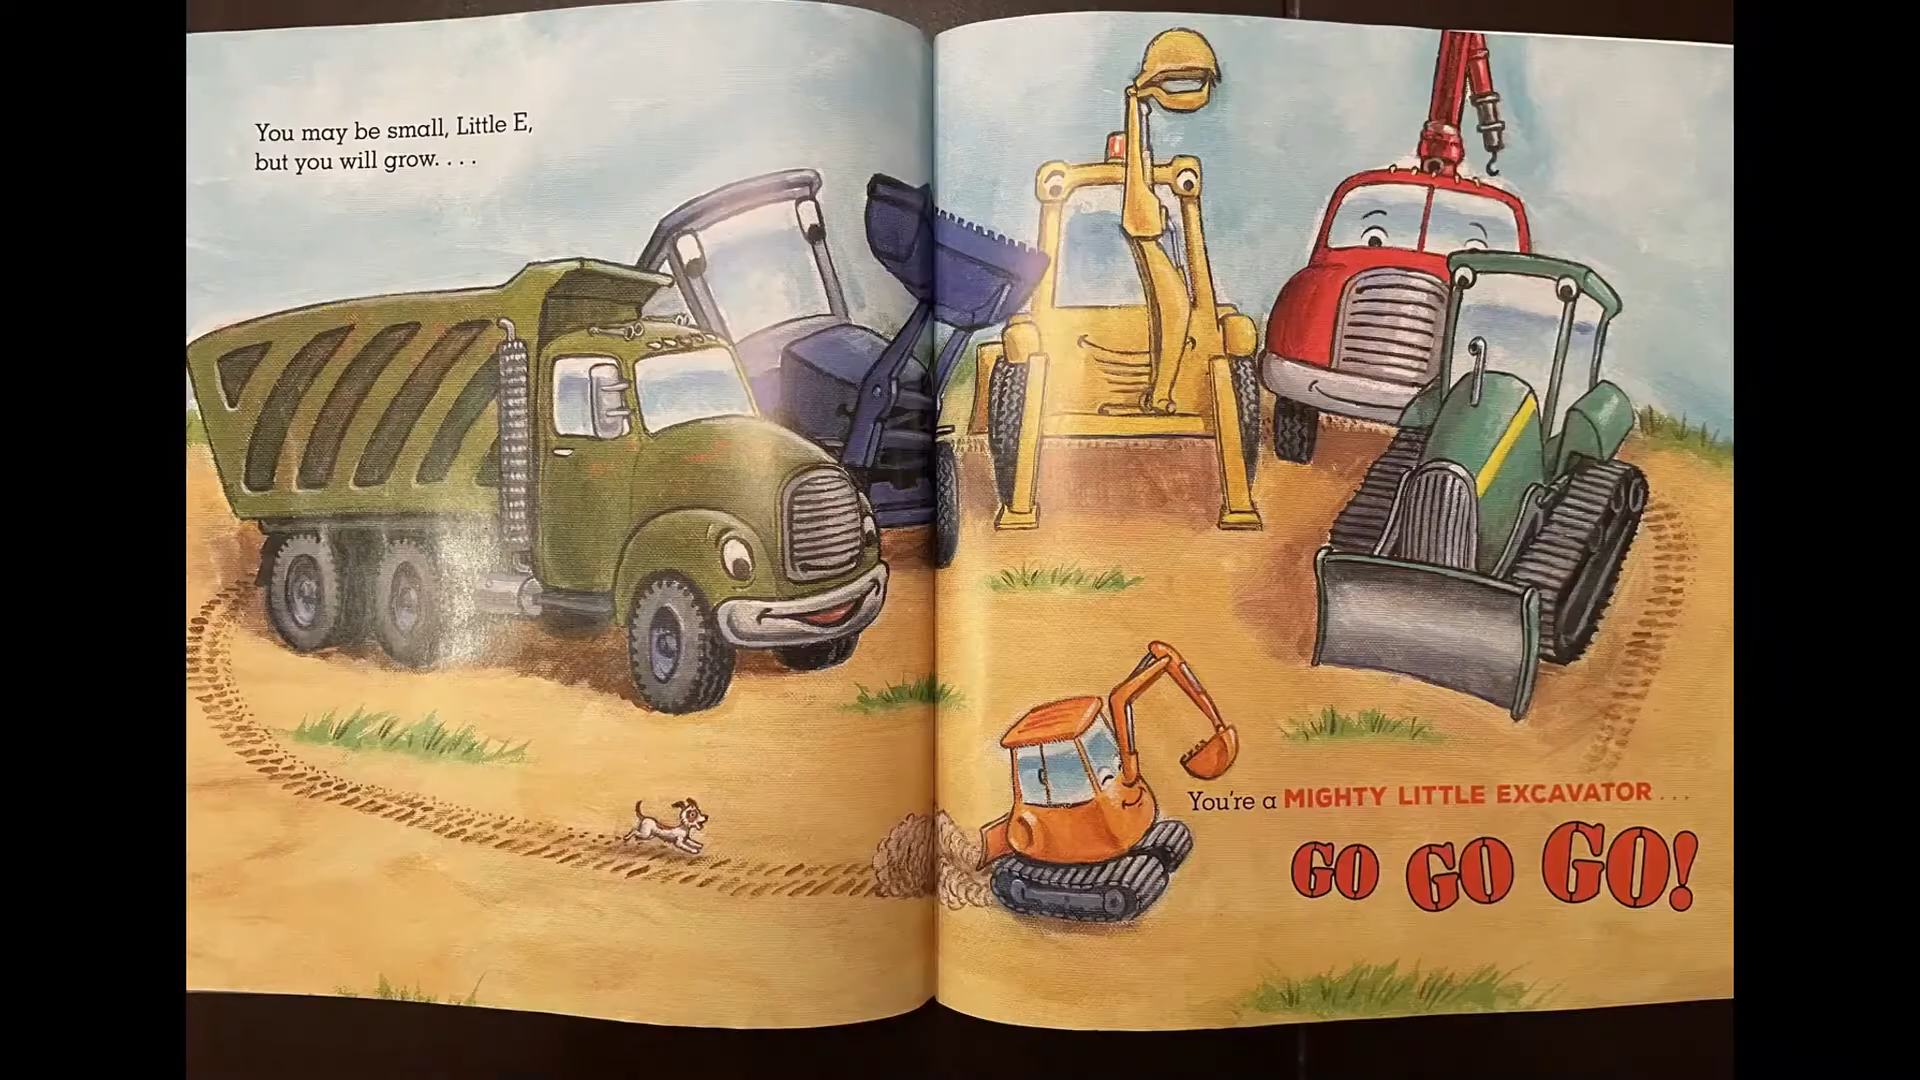 You may be small, Little E,
but you will grow. . . .
You're a MIGHTY LITTLE EXCAVATOR . . .
GO GO GO!